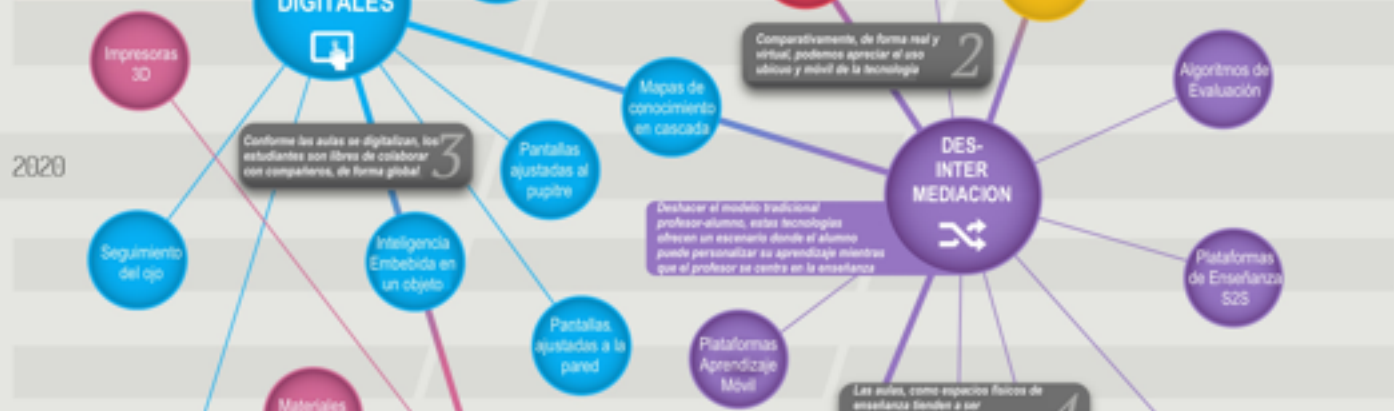 DIGITALES
Impresoras
3D
Comparativamente, de forma real y
virtual, podemos apreciar el uso
ubicuo y móvil de la tecnología
2
Algoritmos de
Evaluación
Mapas de
conocimiento
en cascada
Conforme las aulas se digitalizan, los
estudiantes son libres de colaborar
con compañeros, de forma global
3
2020
Pantallas
ajustadas al
pupitre
DES-
INTER
MEDIACION
Deshacer el modelo tradicional
profesor-alumno, estas tecnologías
ofrecen un escenario donde el alumno
puede personalizar su aprendizaje mientras
que el profesor se centra en la enseñanza
Seguimiento
del ojo
Inteligencia
Embebida en
un objeto
Plataformas
de Enseñanza
S2S
Pantallas
ajustadas a la
pared
Plataformas
Aprendizaje
Móvil
Materiales
Las aulas, como espacios físicos de
enseñanza tienden a ser
4